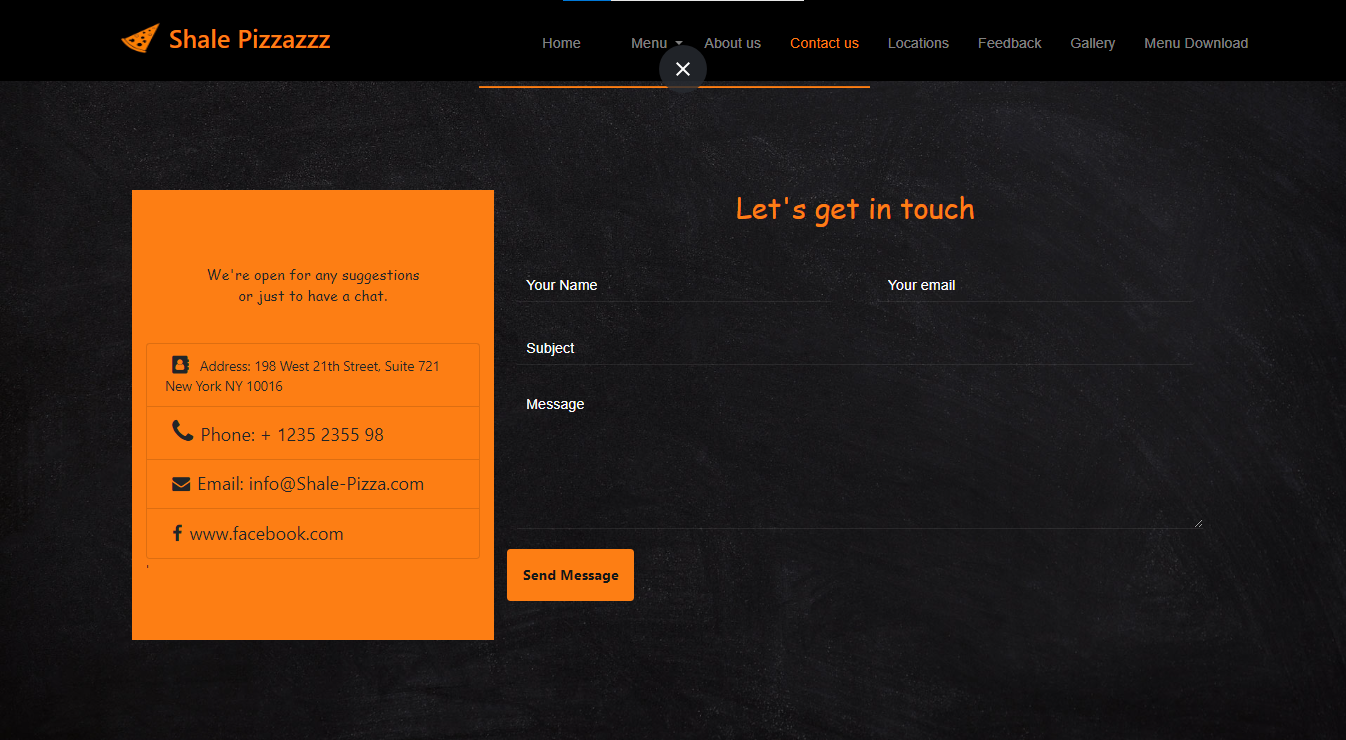 Shale Pizzazzz
Home Menu About us Contact us Locations Feedback Gallery Menu Download
Let's get in touch
We're open for any suggestions
or just to have a chat.
Your Name Your email
Subject
Address: 198 West 21th Street, Suite 721
New York NY 10016
Message
Phone: + 1235 2355 98
Email: info@Shale-Pizza.com
www.facebook.com
'
Send Message